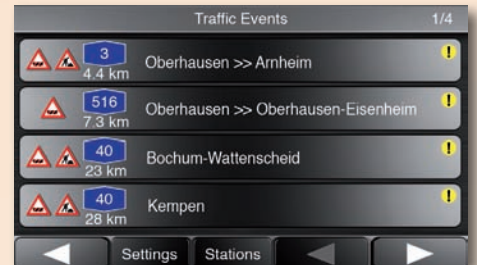 Traffic Events 1/4
3
4.4 km
Oberhausen >> Arnheim
!
516
7.3 km
Oberhausen >> Oberhausen-Eisenheim
!
40
23 km
Bochum-Wattenscheid
!
40
28 km
Kempen
!
Settings Stations